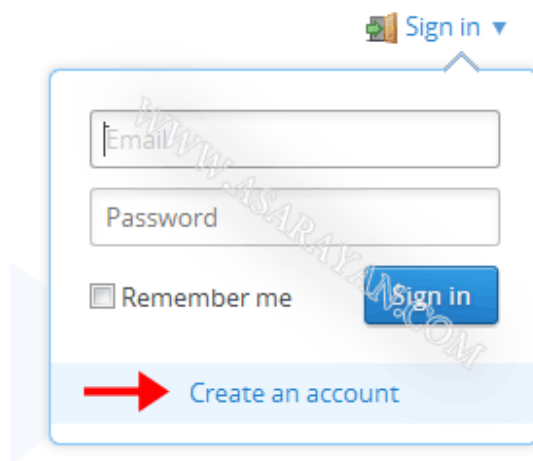 Sign in ▼
Email
WWW.ASARAYAN.COM
Password
Remember me
Sign in
Create an account